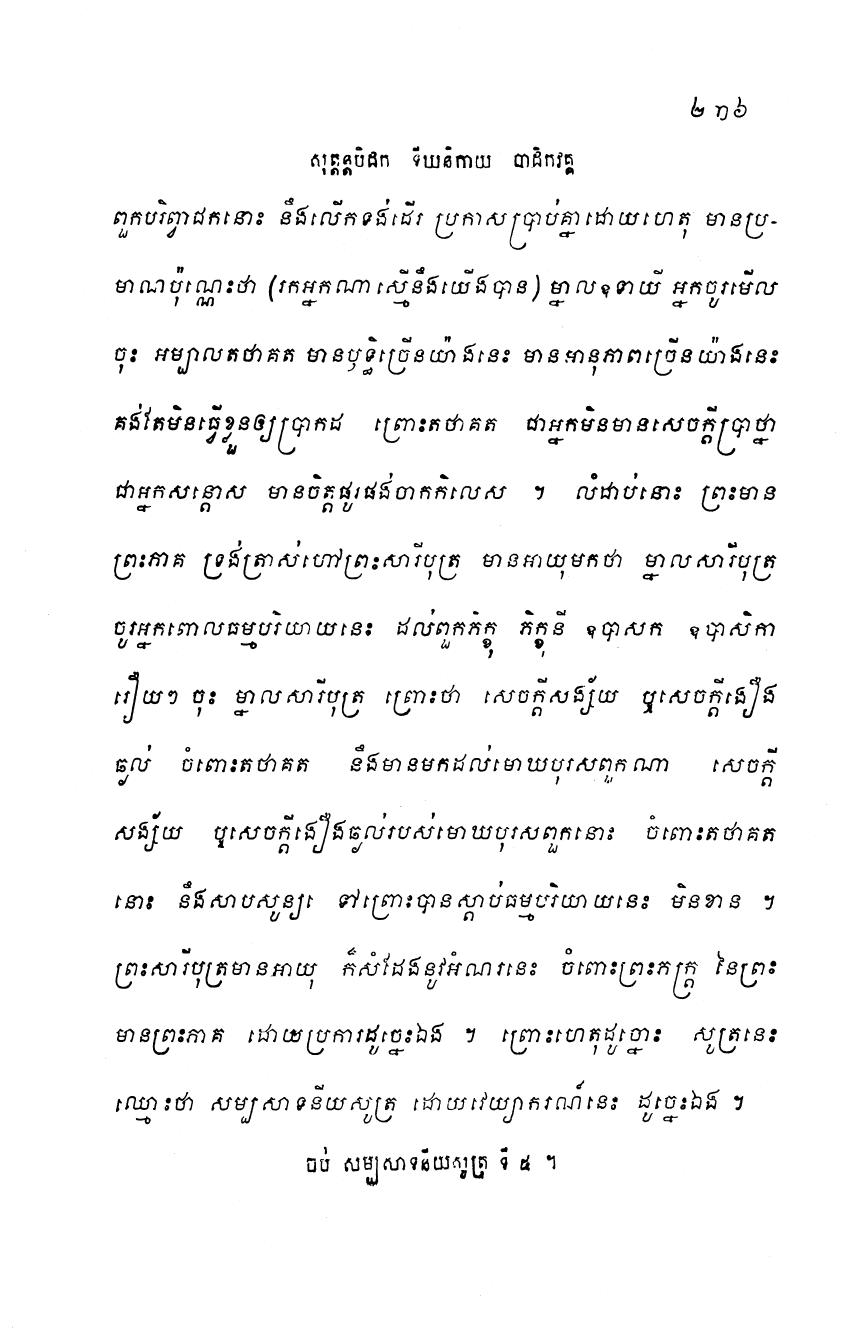 ២៣៦
សុត្តន្តបិដក ទីឃនិកាយ បាដិកវគ្គ
ពួកបរិព្វាជកនោះ នឹងលើកទង់ដើរ ប្រកាសប្រាប់គ្នាដោយហេតុ មានប្រ-
មាណប៉ុណ្ណេះថា (រកអ្នកណាស្មើនឹងយើងបាន) ម្នាលឧទាយី អ្នកចូរមើល
ចុះ អម្បាលតថាគត មានឫទ្ធិច្រើនយ៉ាងនេះ មានអានុភាពច្រើនយ៉ាងនេះ
គង់តែមិនធ្វើខ្លួនឲ្យប្រាកដ ព្រោះតថាគត ជាអ្នកមិនមានសេចក្តីប្រាថ្នា
ជាអ្នកសន្តោស មានចិត្តផូរផង់ចាកកិលេស ។ លំដាប់នោះ ព្រះមាន
ព្រះភាគ ទ្រង់ត្រាស់ហៅព្រះសារីបុត្រ មានអាយុមកថា ម្នាលសារីបុត្រ
ចូរអ្នកពោលធម្មបរិយាយនេះ ដល់ពួកភិក្ខុ ភិក្ខុនី ឧបាសក ឧបាសិកា
រឿយៗ ចុះ ម្នាលសារីបុត្រ ព្រោះថា សេចក្តីសង្ស័យ ឬសេចក្តីងឿង
ធ្ងល់ ចំពោះតថាគត នឹងមានមកដល់មោឃបុរសពួកណា សេចក្តី
សង្ស័យ ឬសេចក្តីងឿងធ្ងល់របស់មោឃបុរសពួកនោះ ចំពោះតថាគត
នោះ នឹងសាបសូន្យ ទៅព្រោះបានស្តាប់ធម្មបរិយាយនេះ មិនខាន ។
ព្រះសារីបុត្រមានអាយុ ក៏សំដែងនូវអំណរនេះ ចំពោះព្រះភក្ត្រ នៃព្រះ
មានព្រះភាគ ដោយប្រការដូច្នេះឯង ។ ព្រោះហេតុដូច្នោះ សូត្រនេះ
ឈ្មោះថា សម្បសាទនីយសូត្រ ដោយវេយ្យាករណ៍នេះ ដូច្នេះឯង ។
ចប់ សម្បសាទនីយសូត្រ ទី ៥ ។